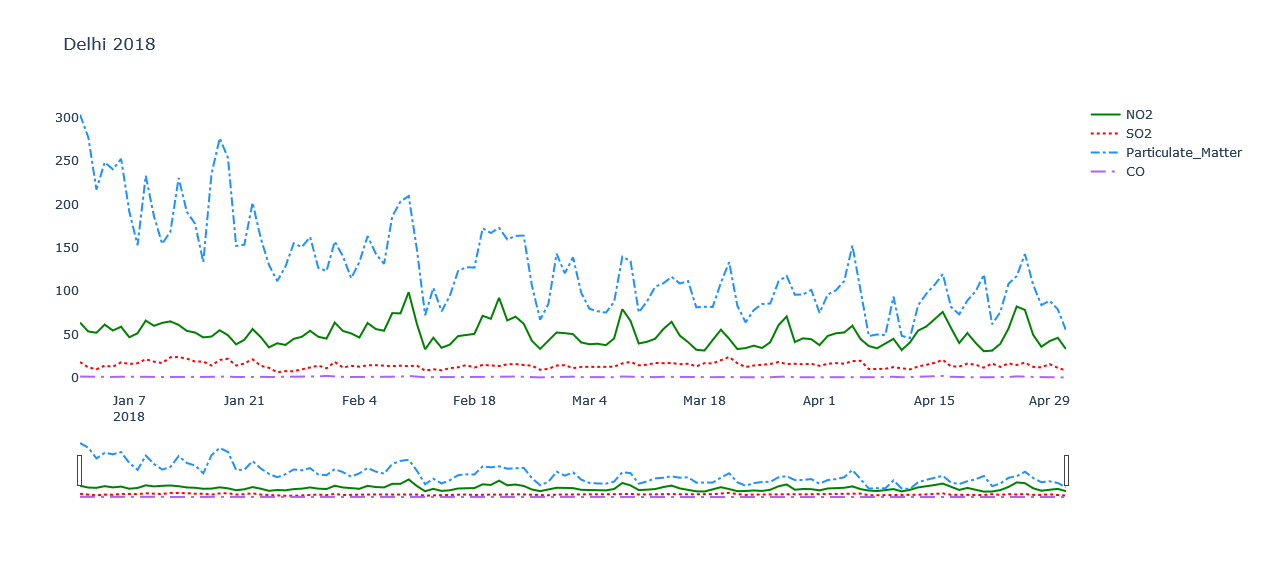 Delhi 2018
300
250
200
150
100
50
0
Jan 7
2018
Jan 21
Feb 4
Feb 18
Mar 4
Mar 18
Apr 1
Apr 15
Apr 29
NO2
SO2
Particulate_Matter
CO